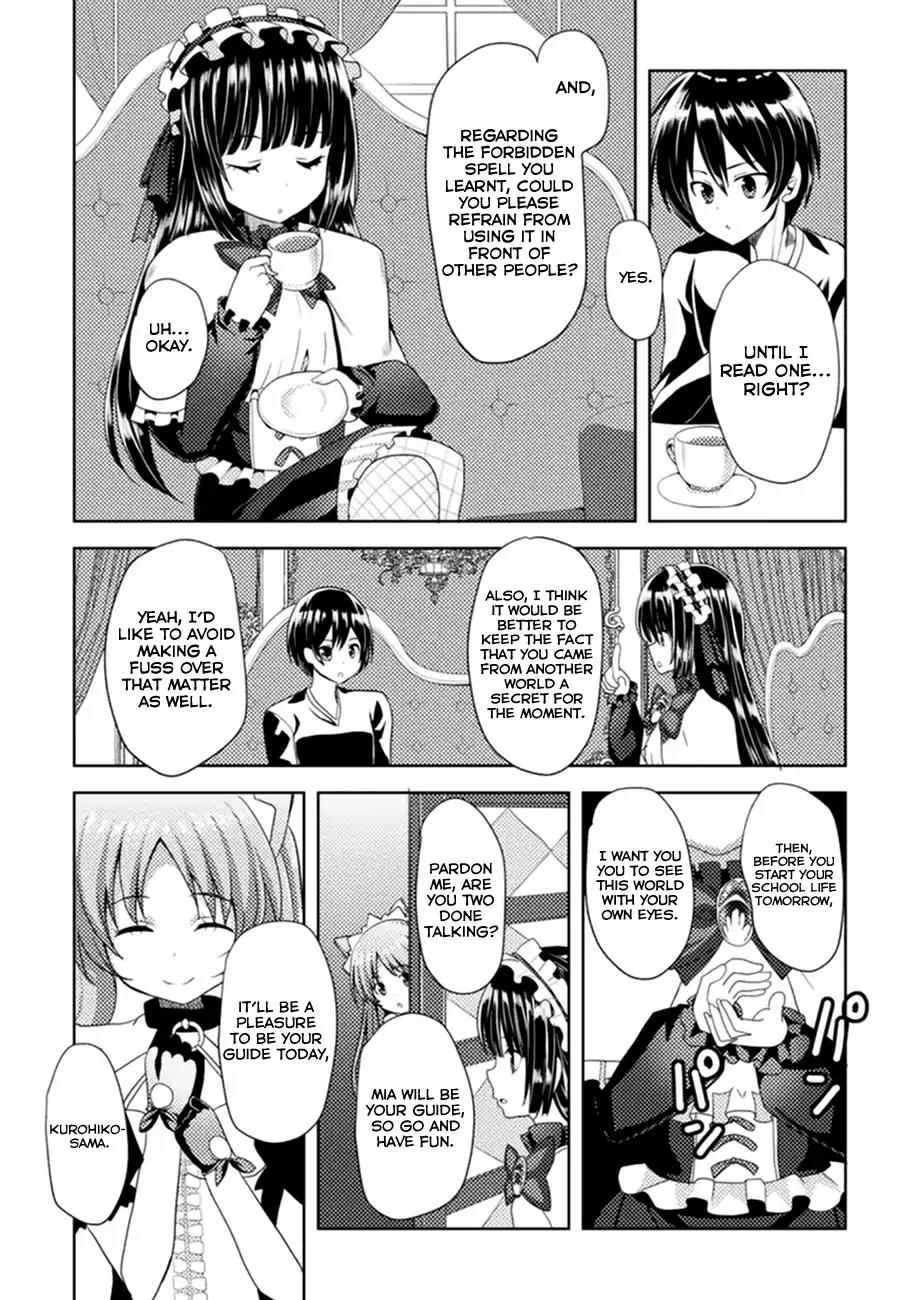 UNTIL I
READ ONE...
RIGHT?
YES.
AND,
REGARDING
THE FORBIDDEN
SPELL YOU
LEARNT, COULD
YOU PLEASE
REFRAIN FROM
USING IT IN
FRONT OF
OTHER PEOPLE?
UH...
OKAY.
ALSO, I THINK
IT WOULD BE
BETTER TO
KEEP THE FACT
THAT YOU CAME
FROM ANOTHER
WORLD A
SECRET FOR
THE MOMENT.
YEAH, I'D
LIKE TO AVOID
MAKING A
FUSS OVER
THAT MATTER
AS WELL.
THEN,
BEFORE YOU
START YOUR
SCHOOL LIFE
TOMORROW,
I WANT YOU
YOU TO SEE
THIS WORLD
WITH YOUR
OWN EYES.
パン
パン
PARDON
ME, ARE
YOU TWO
DONE
TALKING?
MIA WILL BE
YOUR GUIDE,
SO GO AND
HAVE FUN.
IT'LL BE A
PLEASURE
TO BE YOUR
GUIDE TODAY,
KUROHIKO-
SAMA.